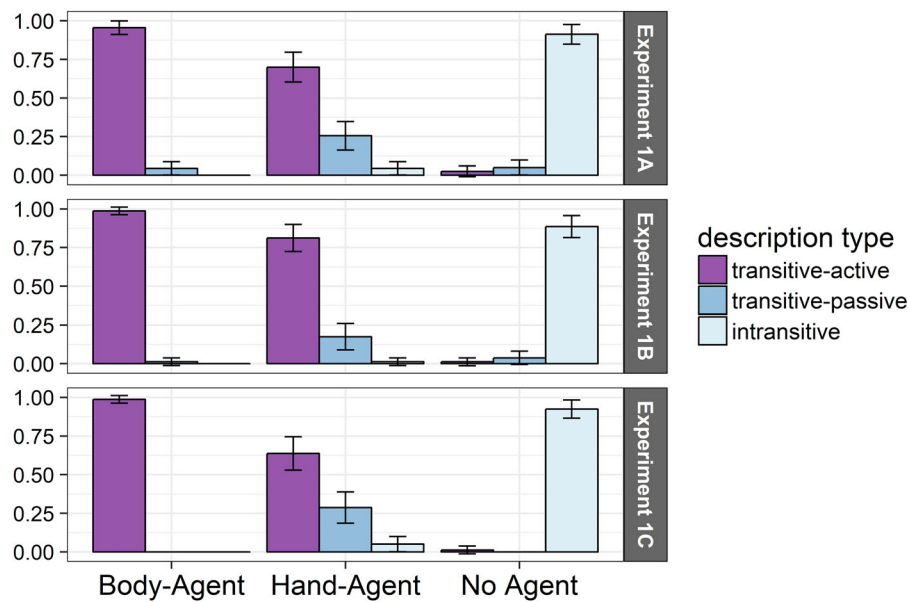 1.00
0.75
0.50
0.25
0.00
Experiment 1A
1.00
0.75
0.50
0.25
0.00
Experiment 1B
1.00
0.75
0.50
0.25
0.00
Experiment 1C
Body-Agent Hand-Agent No Agent
description type
transitive-active
transitive-passive
intransitive